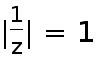 |1/z| = 1